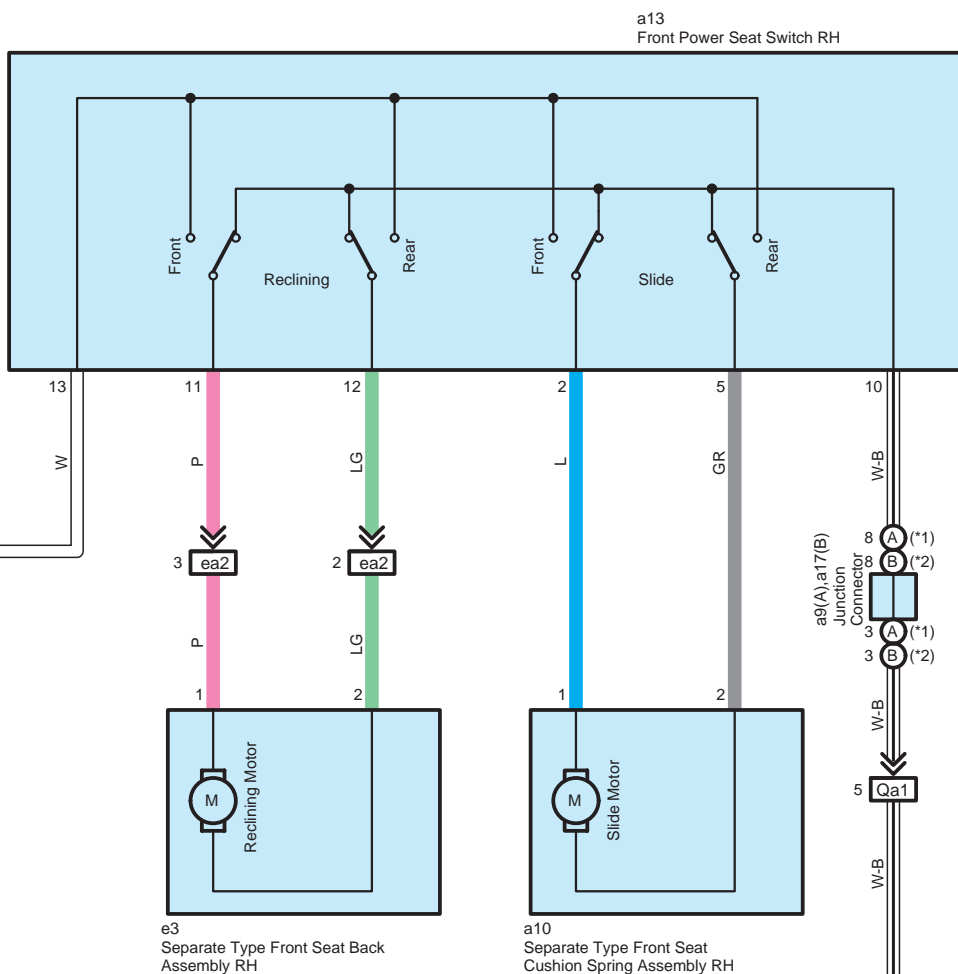 a13
Front Power Seat Switch RH
Front
Reclining
Rear
Front
Slide
Rear
13
11
12
2
5
10
W
P
LG
L
GR
W-B
8 A (*1)
8 B (*2)
a9(A),a17(B)
Junction
Connector
3 ea2
2 ea2
3 A (*1)
3 B (*2)
P
LG
W-B
1
2
1
2
5 Qa1
M
Reclining Motor
M
Slide Motor
W-B
e3
Separate Type Front Seat Back
Assembly RH
a10
Separate Type Front Seat
Cushion Spring Assembly RH